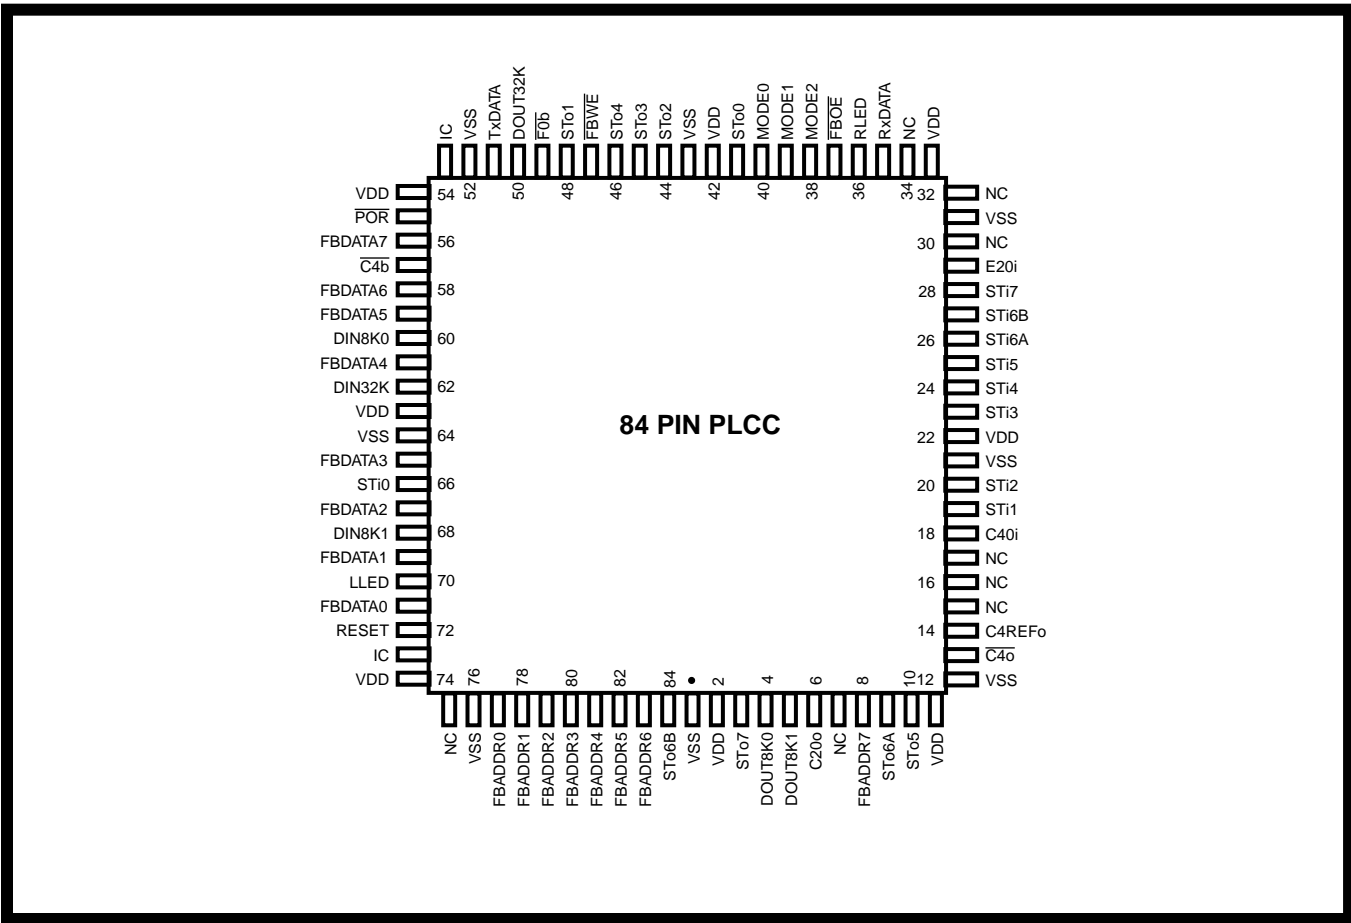 IC
VSS
TxDATA
DOUT32K
F0b
STo1
FBWE
STo4
STo3
STo2
VSS
VDD
STo0
MODE0
MODE1
MODE2
FBOE
RLED
RxDATA
NC
VDD
54
52
50
48
46
44
42
40
38
36
34
32
VDD
POR
FBDATA7
C4b
FBDATA6
FBDATA5
DIN8K0
FBDATA4
DIN32K
VDD
VSS
FBDATA3
STi0
FBDATA2
DIN8K1
FBDATA1
LLED
FBDATA0
RESET
IC
VDD
56
58
60
62
64
66
68
70
72
74
84 PIN PLCC
30
28
26
24
22
20
18
16
14
12
NC
VSS
NC
E20i
STi7
STi6B
STi6A
STi5
STi4
STi3
VDD
VSS
STi2
STi1
C40i
NC
NC
NC
C4REFo
C4o
VSS
76
78
80
82
84
2
4
6
8
10
NC
VSS
FBADDR0
FBADDR1
FBADDR2
FBADDR3
FBADDR4
FBADDR5
FBADDR6
STo6B
VSS
VDD
STo7
DOUT8K0
DOUT8K1
C20o
NC
FBADDR7
STo6A
STo5
VDD